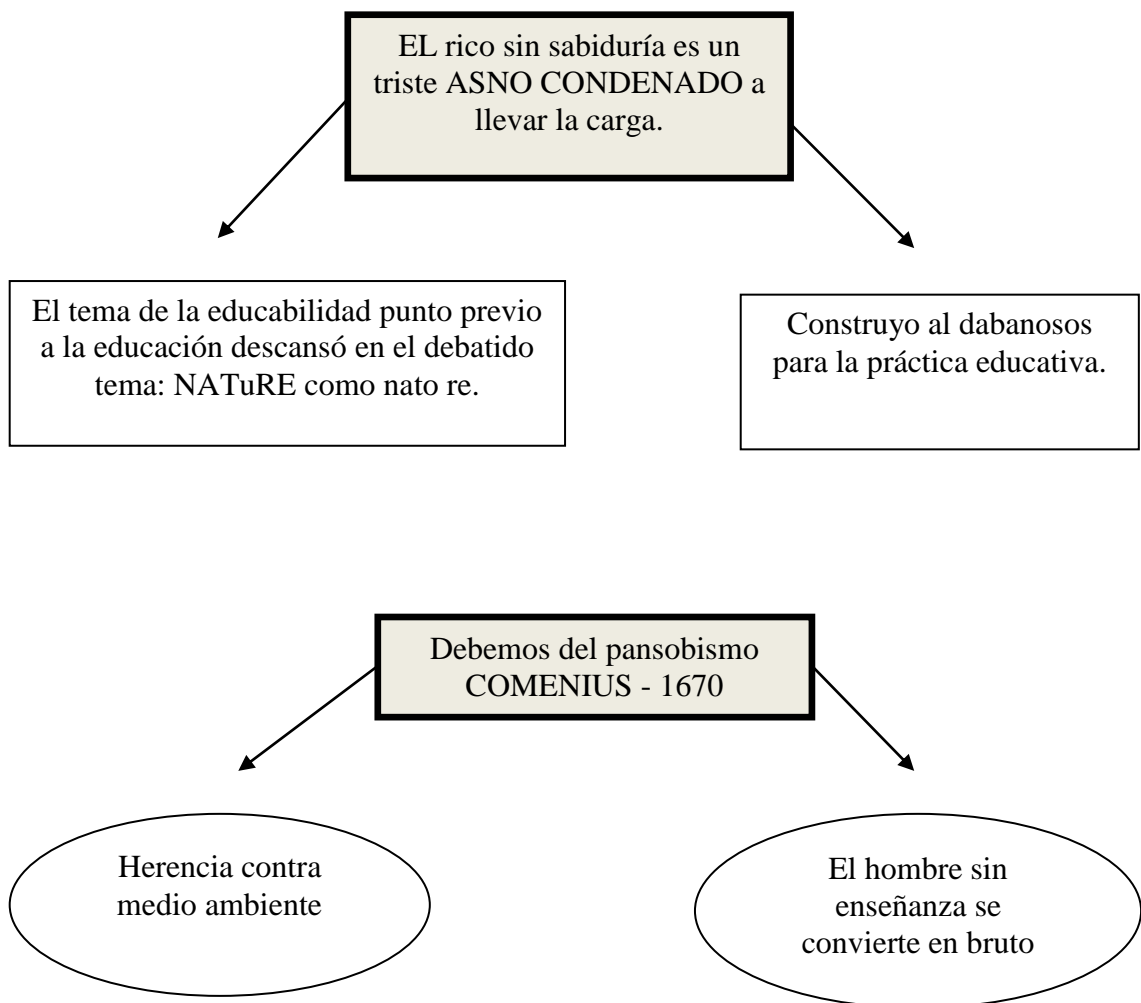 EL rico sin sabiduría es un
triste ASNO CONDENADO a
llevar la carga.
El tema de la educabilidad punto previo
a la educación descansó en el debatido
tema: NATuRE como nato re.
Construyo al dabanosos
para la práctica educativa.
Debemos del pansobismo
COMENIUS - 1670
Herencia contra
medio ambiente
El hombre sin
enseñanza se
convierte en bruto